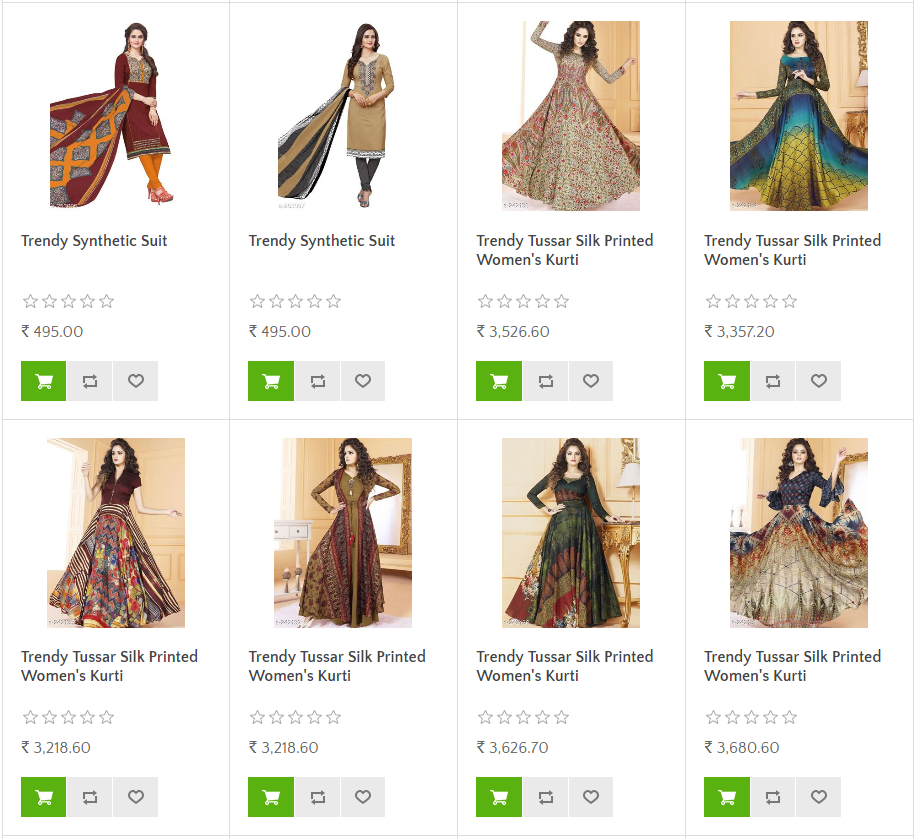 Trendy Synthetic Suit
Trendy Synthetic Suit
Trendy Tussar Silk Printed
Women's Kurti
Trendy Tussar Silk Printed
Women's Kurti
₹ 495.00
₹ 495.00
₹ 3,526.60
₹ 3,357.20
Trendy Tussar Silk Printed
Women's Kurti
Trendy Tussar Silk Printed
Women's Kurti
Trendy Tussar Silk Printed
Women's Kurti
Trendy Tussar Silk Printed
Women's Kurti
₹ 3,218.60
₹ 3,218.60
₹ 3,626.70
₹ 3,680.60